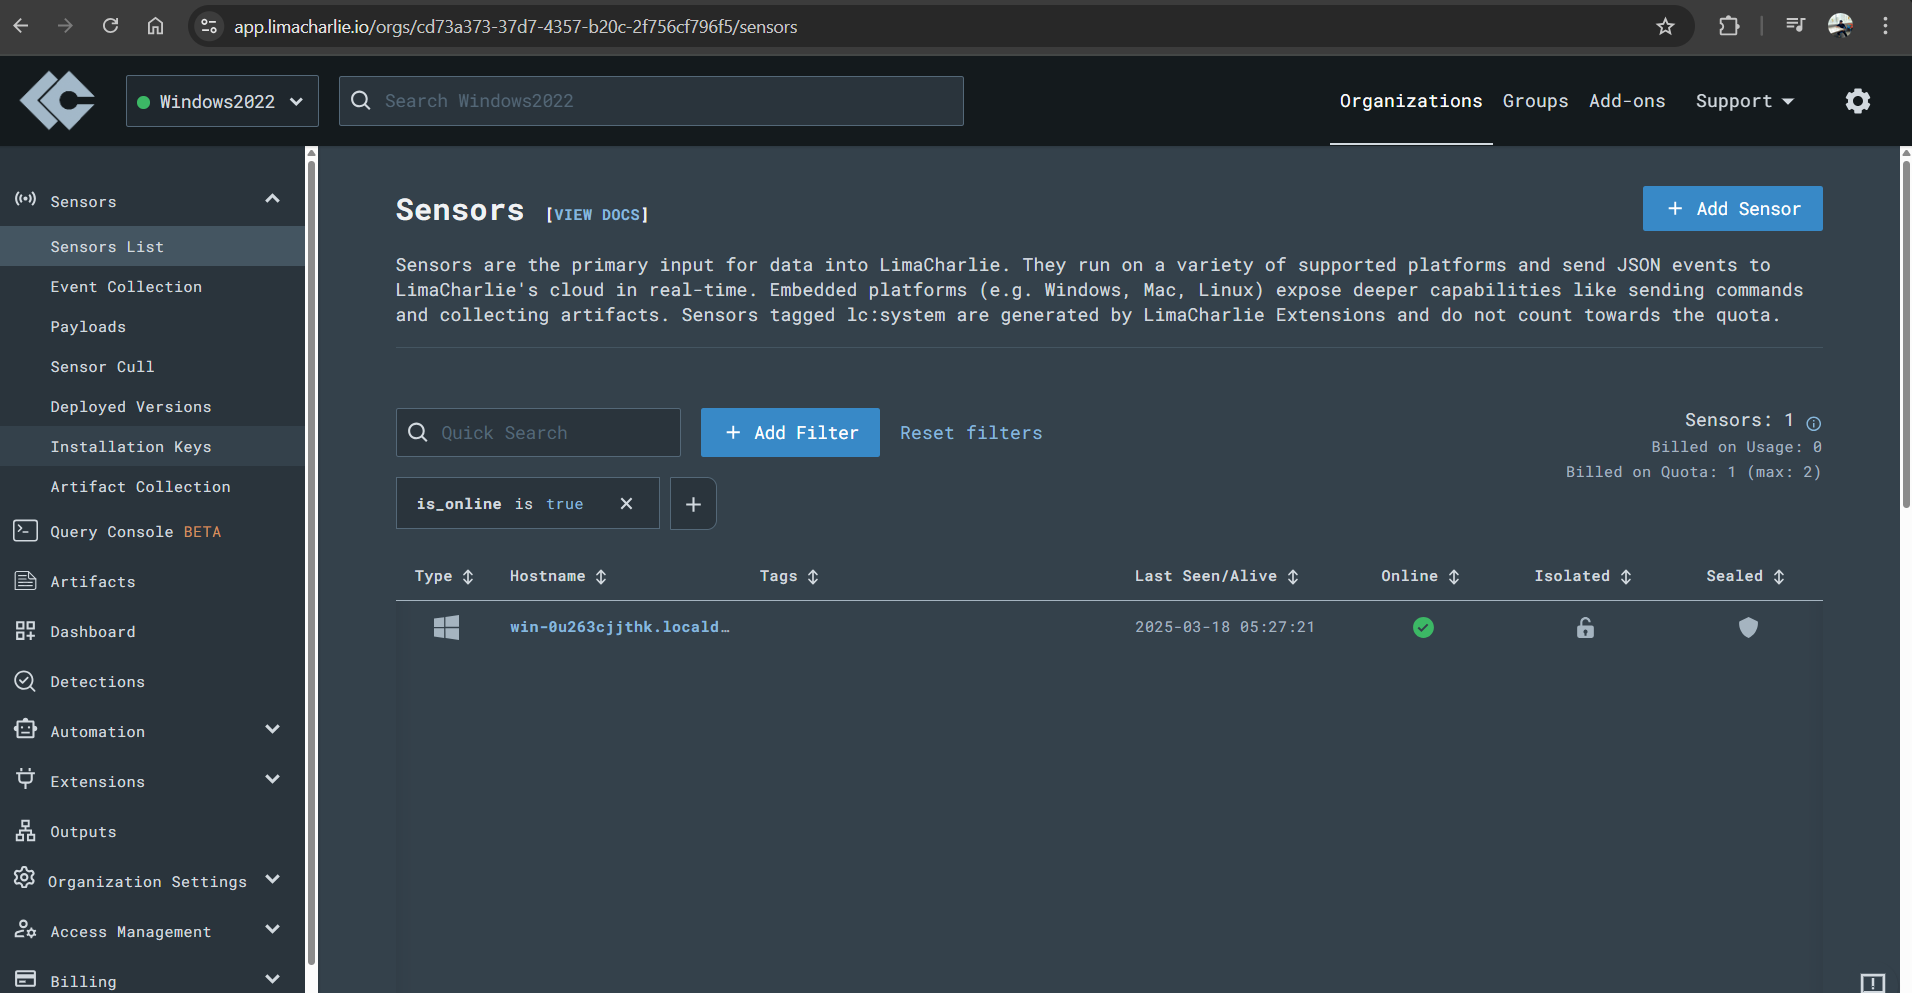 app.limacharlie.io/orgs/cd73a373-37d7-4357-b20c-2f756cf796f5/sensors
Windows2022
Search Windows2022
Organizations
Groups
Add-ons
Support
Sensors
Sensors List
Event Collection
Payloads
Sensor Cull
Deployed Versions
Installation Keys
Artifact Collection
Query Console BETA
Artifacts
Dashboard
Detections
Automation
Extensions
Outputs
Organization Settings
Access Management
Billing
Sensors [VIEW DOCS]
+ Add Sensor
Sensors are the primary input for data into LimaCharlie. They run on a variety of supported platforms and send JSON events to
LimaCharlie's cloud in real-time. Embedded platforms (e.g. Windows, Mac, Linux) expose deeper capabilities like sending commands
and collecting artifacts. Sensors tagged lc:system are generated by LimaCharlie Extensions and do not count towards the quota.
Quick Search
+ Add Filter
Reset filters
Sensors: 1
Billed on Usage: 0
Billed on Quota: 1 (max: 2)
is_online is true
Type Hostname Tags Last Seen/Alive Online Isolated Sealed
win-0u263cjjthk.locald… 2025-03-18 05:27:21